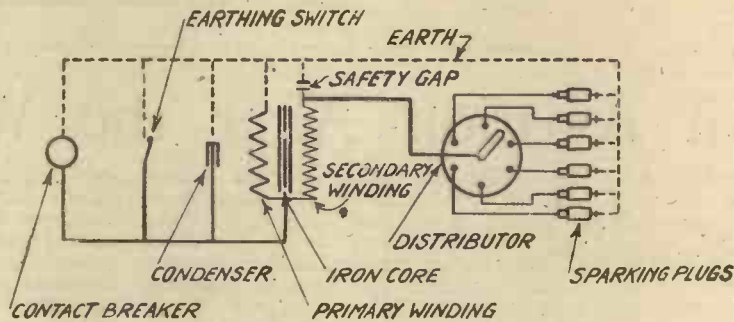 EARTHING SWITCH
EARTH
SAFETY GAP
SECONDARY
WINDING
DISTRIBUTOR
CONDENSER
IRON CORE
SPARKING PLUGS
CONTACT BREAKER
PRIMARY WINDING